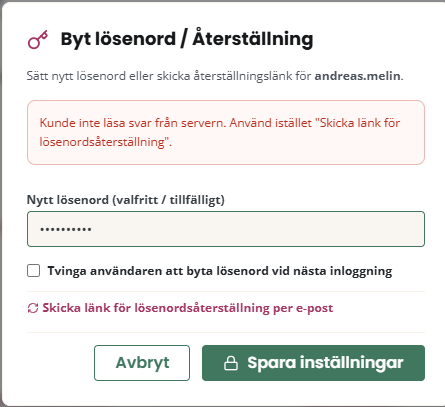 Byt lösenord / Återställning
Sätt nytt lösenord eller skicka återställningslänk för andreas.melin.
Kunde inte läsa svar från servern. Använd istället "Skicka länk för
lösenordsåterställning".
Nytt lösenord (valfritt / tillfälligt)
••••••••••
Tvinga användaren att byta lösenord vid nästa inloggning
Skicka länk för lösenordsåterställning per e-post
Avbryt
Spara inställningar